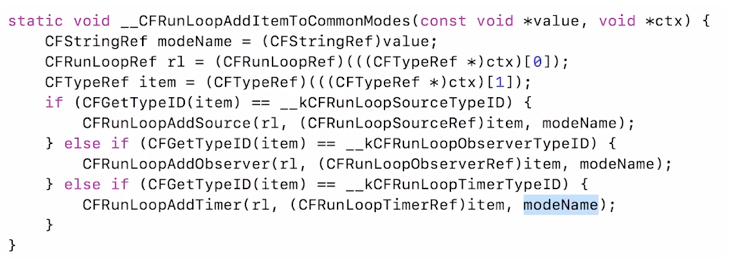 static void __CFRunLoopAddItemToCommonModes(const void *value, void *ctx) {
    CFStringRef modeName = (CFStringRef)value;
    CFRunLoopRef rl = (CFRunLoopRef)(((CFTypeRef *)ctx)[0]);
    CFTypeRef item = (CFTypeRef)(((CFTypeRef *)ctx)[1]);
    if (CFGetTypeID(item) == __kCFRunLoopSourceTypeID) {
        CFRunLoopAddSource(rl, (CFRunLoopSourceRef)item, modeName);
    } else if (CFGetTypeID(item) == __kCFRunLoopObserverTypeID) {
        CFRunLoopAddObserver(rl, (CFRunLoopObserverRef)item, modeName);
    } else if (CFGetTypeID(item) == __kCFRunLoopTimerTypeID) {
        CFRunLoopAddTimer(rl, (CFRunLoopTimerRef)item, modeName);
    }
}